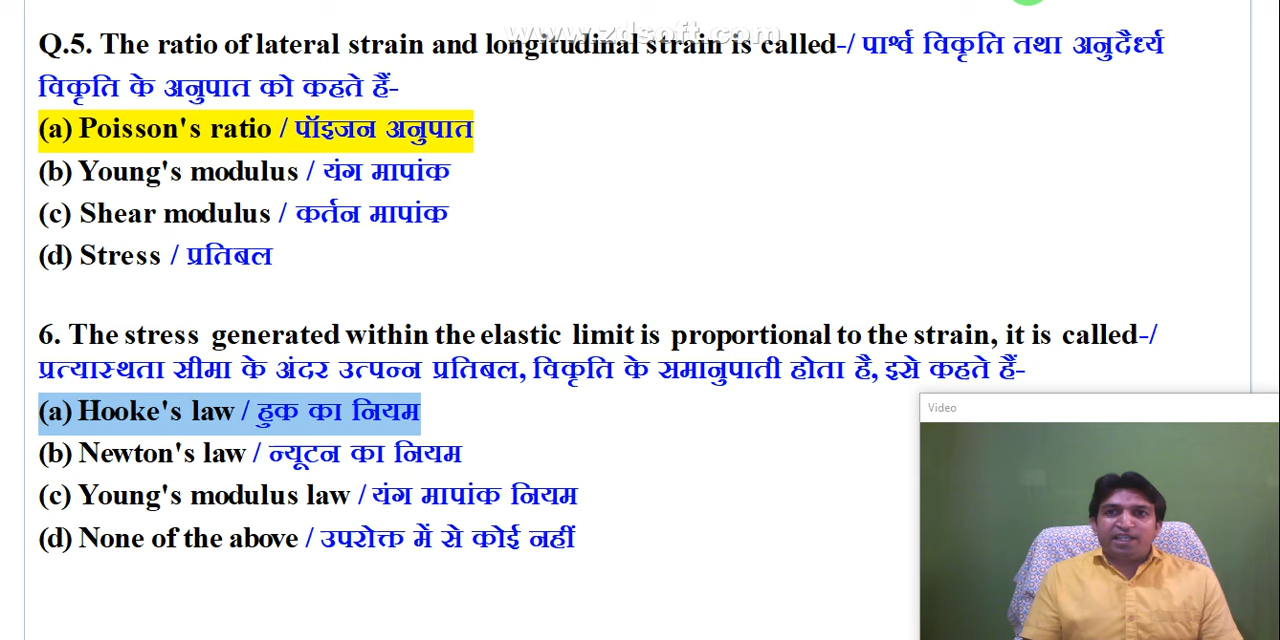 www.zdsoft.com
Q.5. The ratio of lateral strain and longitudinal strain is called-/ पार्श्व विकृति तथा अनुदैर्ध्य
विकृति के अनुपात को कहते हैं-
(a) Poisson's ratio / पॉइजन अनुपात
(b) Young's modulus / यंग मापांक
(c) Shear modulus / कर्तन मापांक
(d) Stress / प्रतिबल
6. The stress generated within the elastic limit is proportional to the strain, it is called-/
प्रत्यास्थता सीमा के अंदर उत्पन्न प्रतिबल, विकृति के समानुपाती होता है, इसे कहते हैं-
(a) Hooke's law / हुक का नियम
(b) Newton's law / न्यूटन का नियम
(c) Young's modulus law / यंग मापांक नियम
(d) None of the above / उपरोक्त में से कोई नहीं
Video